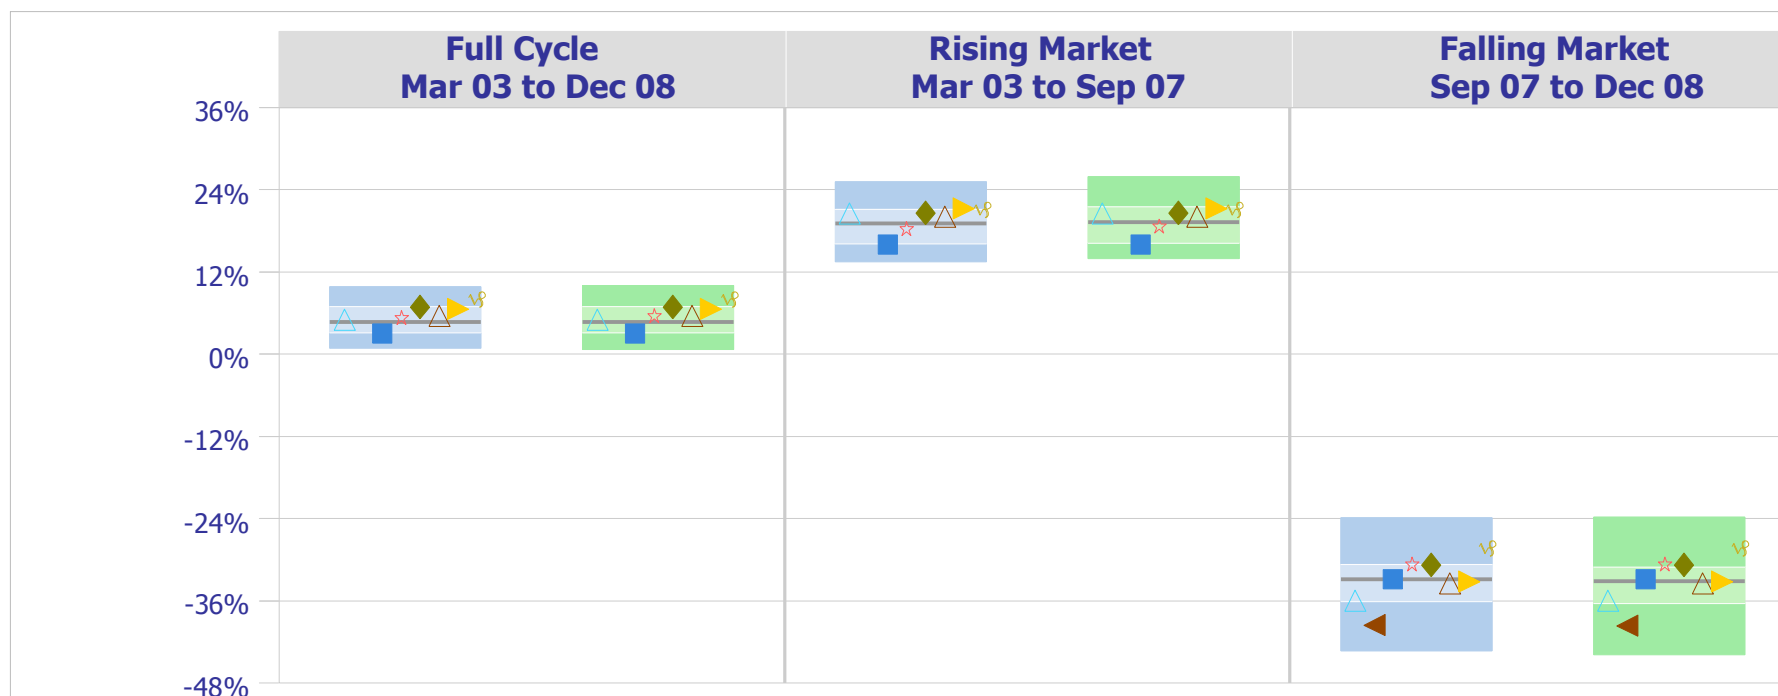 Full Cycle
Mar 03 to Dec 08
Rising Market
Mar 03 to Sep 07
Falling Market
Sep 07 to Dec 08
36%
24%
12%
0%
-12%
-24%
-36%
-48%